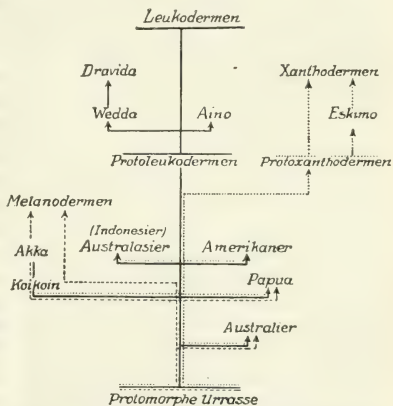 Leukodermen
Dravida
Xanthodermen
Wedda
Aino
Eskimo
Protoleukodermen
Protoxanthodermen
Melanodermen
(Indonesier)
Akka
Australasier
Amerikaner
Koikoin
Papua
Australier
Protomorphe Urrasse